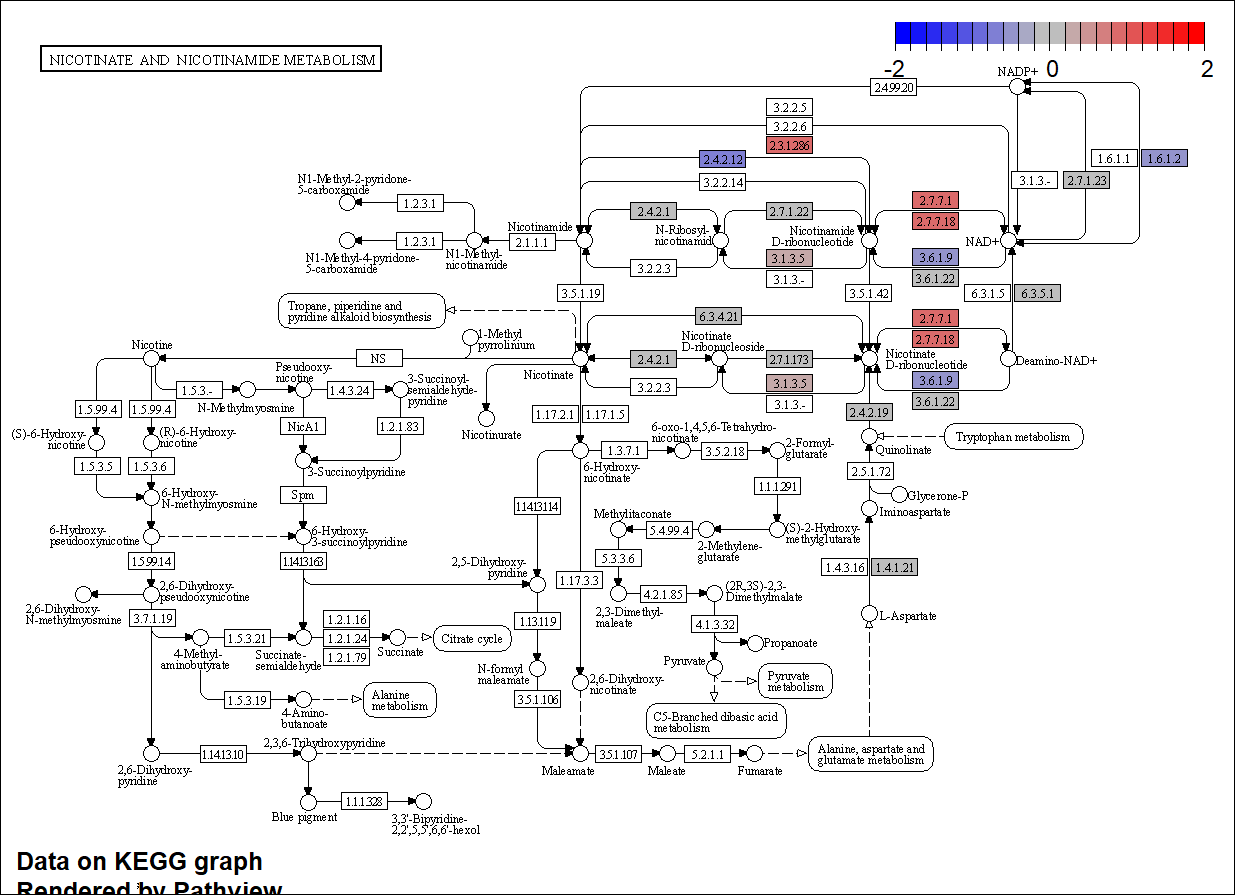 NICOTINATE AND NICOTINAMIDE METABOLISM
-2 0 2
NADP+
2.4.99.20
3.2.2.5
3.2.2.6
2.3.1.286
2.4.2.12
3.2.2.14
1.6.1.1 1.6.1.2
3.1.3.- 2.7.1.23
N1-Methyl-2-pyridone-
5-carboxamide
1.2.3.1
2.4.2.1
2.7.1.22
2.7.7.1
2.7.7.18
Nicotinamide
N-Ribosyl-
nicotinamid
Nicotinamide
D-ribonucleotide
NAD+
1.2.3.1
2.1.1.1
N1-Methyl-4-pyridone-
5-carboxamide
N1-Methyl-
nicotinamide
3.2.2.3
3.1.3.5
3.1.3.-
3.6.1.9
3.6.1.22
3.5.1.19
3.5.1.42
6.3.1.5 6.3.5.1
Tropane, piperidine and
pyridine alkaloid biosynthesis
6.3.4.21
2.7.7.1
2.7.7.18
1-Methyl
pyrrolinium
Nicotinate
D-ribonucleoside
Nicotinate
D-ribonucleotide
Deamino-NAD+
Nicotine
NS
Nicotinate
2.4.2.1
2.7.1.173
3.2.2.3
3.1.3.5
3.1.3.-
3.6.1.9
3.6.1.22
Pseudooxy-
nicotine
1.5.3.-
1.4.3.24
3-Succinoyl-
semialdehyde-
pyridine
N-Methylmyosmine
1.5.99.4 1.5.99.4
NicA1
1.2.1.83
Nicotinurate
1.17.2.1 1.17.1.5
2.4.2.19
(S)-6-Hydroxy-
nicotine
(R)-6-Hydroxy-
nicotine
6-oxo-1,4,5,6-Tetrahydro-
nicotinate
2-Formyl-
glutarate
Tryptophan metabolism
Quinolinate
1.3.7.1
3.5.2.18
6-Hydroxy-
nicotinate
1.5.3.5 1.5.3.6
3-Succinoylpyridine
2.5.1.72
6-Hydroxy-
N-methylmyosmine
Spm
1.1.1.291
Glycerone-P
Iminoaspartate
1.14.13.114
Methylitaconate
5.4.99.4
(S)-2-Hydroxy-
methylglutarate
2-Methylene-
glutarate
6-Hydroxy-
pseudooxynicotine
6-Hydroxy-
3-succinoylpyridine
1.5.99.14
1.14.13.163
2,5-Dihydroxy-
pyridine
5.3.3.6
1.17.3.3
1.4.3.16 1.4.1.21
2,6-Dihydroxy-
pseudooxynicotine
2,6-Dihydroxy-
N-methylmyosmine
4.2.1.85
(2R,3S)-2,3-
Dimethylmalate
2,3-Dimethyl-
maleate
L-Aspartate
3.7.1.19
1.2.1.16
1.2.1.24
1.2.1.79
1.13.11.9
4.1.3.32
1.5.3.21
4-Methyl-
aminobutyrate
Succinate-
semialdehyde
Succinate
Citrate cycle
Propanoate
Pyruvate
N-formyl
maleamate
2,6-Dihydroxy-
nicotinate
Pyruvate
metabolism
1.5.3.19
4-Amino-
butanoate
Alanine
metabolism
3.5.1.106
C5-Branched dibasic acid
metabolism
2,6-Dihydroxy-
pyridine
1.14.13.10
2,3,6-Trihydroxypyridine
Maleamate
3.5.1.107
Maleate
5.2.1.1
Fumarate
Alanine, aspartate and
glutamate metabolism
Blue pigment
1.1.1.328
3,3'-Bipyridine-
2,2',5,5',6,6'-hexol
Data on KEGG graph
Rendered by Pathview